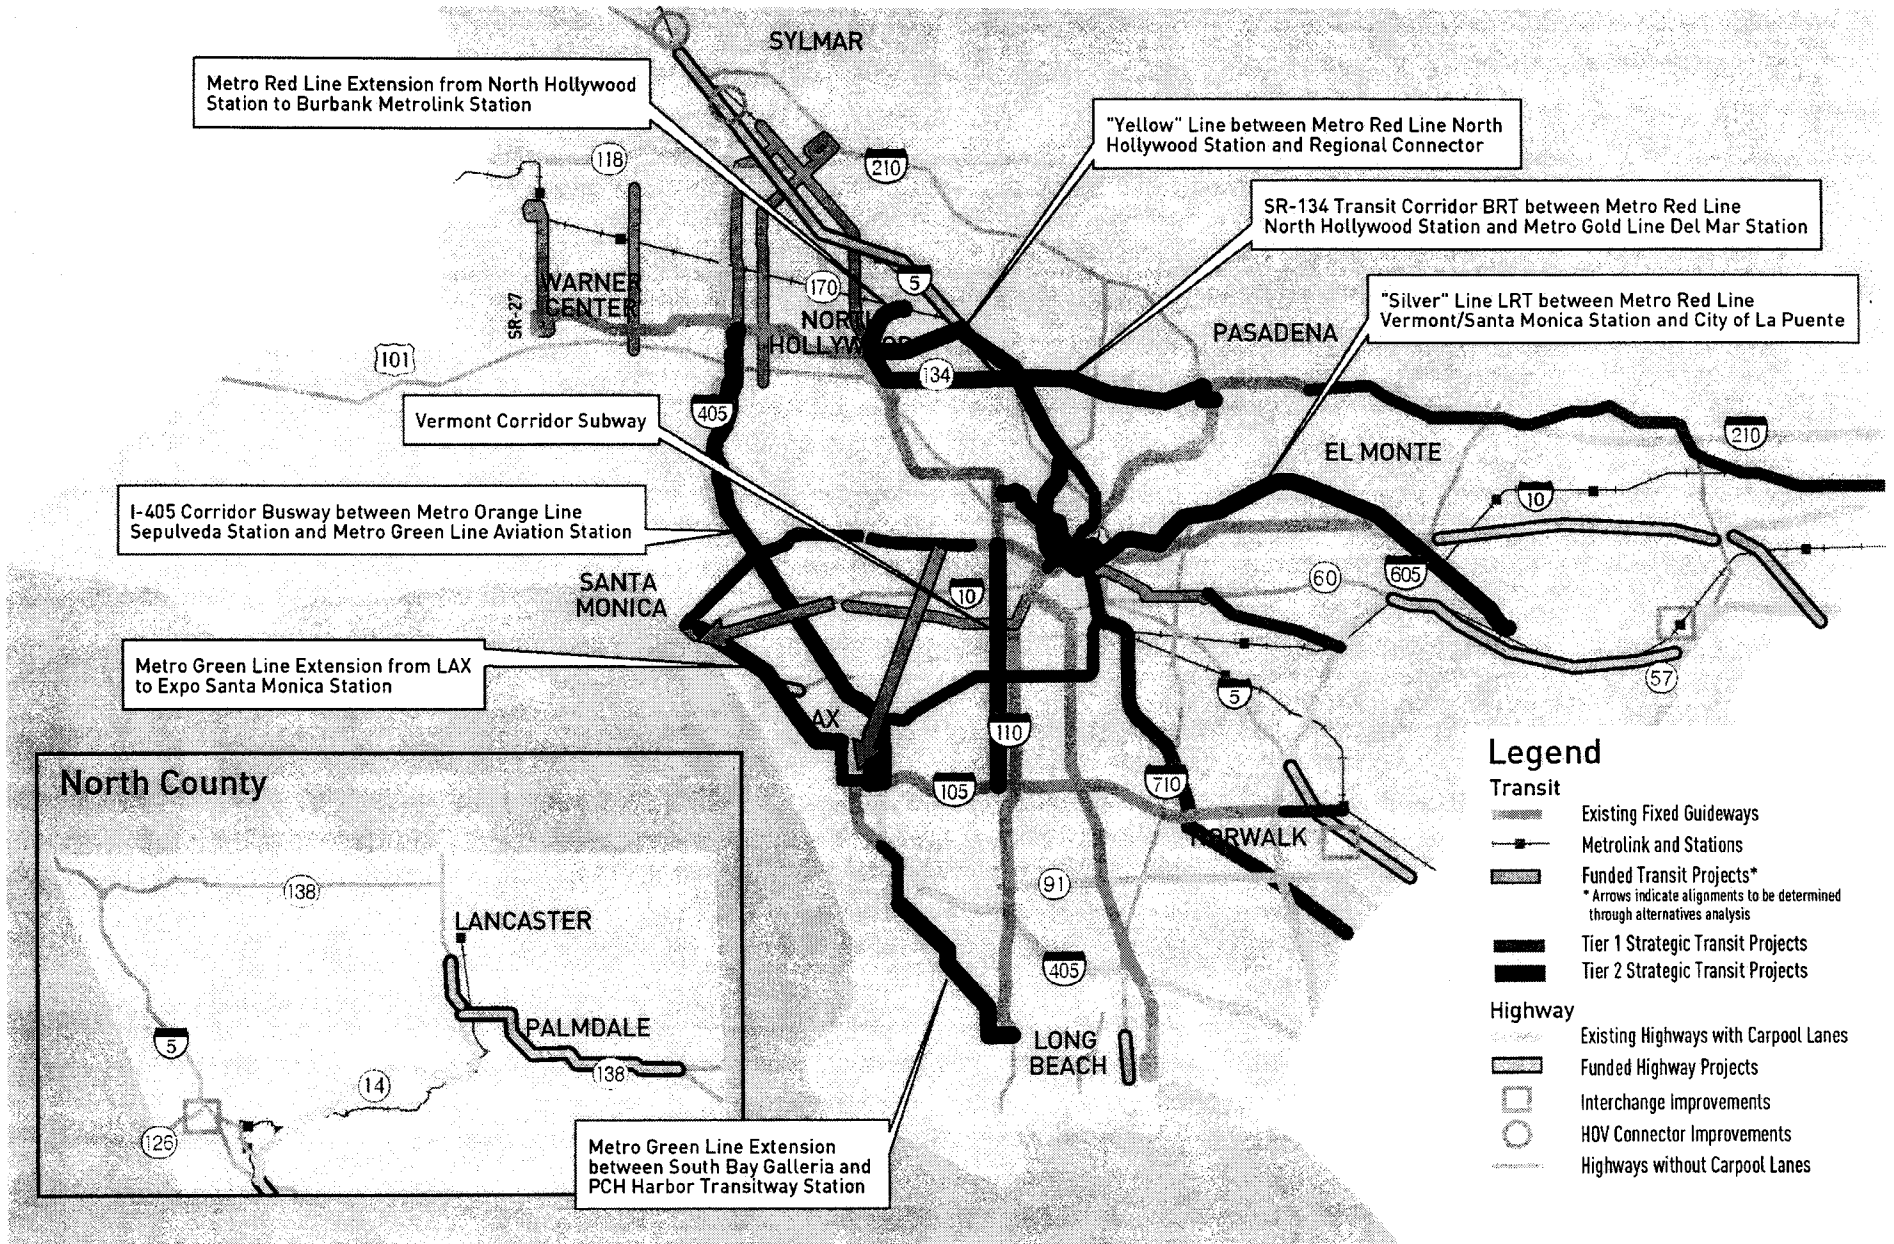 SYLMAR
Metro Red Line Extension from North Hollywood
Station to Burbank Metrolink Station
"Yellow" Line between Metro Red Line North
Hollywood Station and Regional Connector
118
210
SR-134 Transit Corridor BRT between Metro Red Line
North Hollywood Station and Metro Gold Line Del Mar Station
WARNER
CENTER
SR-27
170
5
NORTH
HOLLYWOOD
"Silver" Line LRT between Metro Red Line
Vermont/Santa Monica Station and City of La Puente
PASADENA
101
134
405
Vermont Corridor Subway
210
EL MONTE
10
I-405 Corridor Busway between Metro Orange Line
Sepulveda Station and Metro Green Line Aviation Station
SANTA
MONICA
10
60
605
Metro Green Line Extension from LAX
to Expo Santa Monica Station
57
5
AX
110
105
710
NORWALK
91
405
LONG
BEACH
North County
138
LANCASTER
PALMDALE
5
138
14
126
Metro Green Line Extension
between South Bay Galleria and
PCH Harbor Transitway Station
Legend
Transit
Existing Fixed Guideways
Metrolink and Stations
Funded Transit Projects*
* Arrows indicate alignments to be determined
through alternatives analysis
Tier 1 Strategic Transit Projects
Tier 2 Strategic Transit Projects
Highway
Existing Highways with Carpool Lanes
Funded Highway Projects
Interchange Improvements
HOV Connector Improvements
Highways without Carpool Lanes